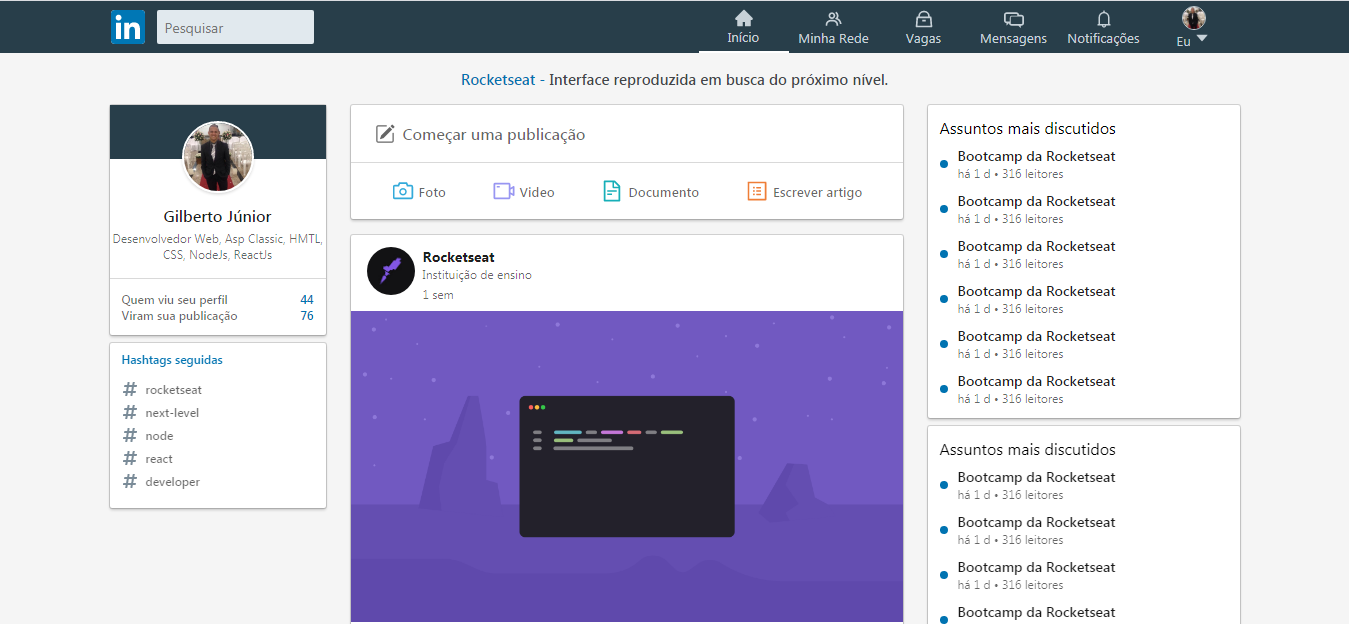 in
Pesquisar
Início
Minha Rede
Vagas
Mensagens
Notificações
Eu
Rocketseat - Interface reproduzida em busca do próximo nível.
Gilberto Júnior
Desenvolvedor Web, Asp Classic, HMTL,
CSS, NodeJs, ReactJs
Quem viu seu perfil 44
Viram sua publicação 76
Hashtags seguidas
# rocketseat
# next-level
# node
# react
# developer
Começar uma publicação
Foto
Video
Documento
Escrever artigo
Rocketseat
Instituição de ensino
1 sem
Assuntos mais discutidos
Bootcamp da Rocketseat
há 1 d • 316 leitores
Bootcamp da Rocketseat
há 1 d • 316 leitores
Bootcamp da Rocketseat
há 1 d • 316 leitores
Bootcamp da Rocketseat
há 1 d • 316 leitores
Bootcamp da Rocketseat
há 1 d • 316 leitores
Bootcamp da Rocketseat
há 1 d • 316 leitores
Assuntos mais discutidos
Bootcamp da Rocketseat
há 1 d • 316 leitores
Bootcamp da Rocketseat
há 1 d • 316 leitores
Bootcamp da Rocketseat
há 1 d • 316 leitores
Bootcamp da Rocketseat